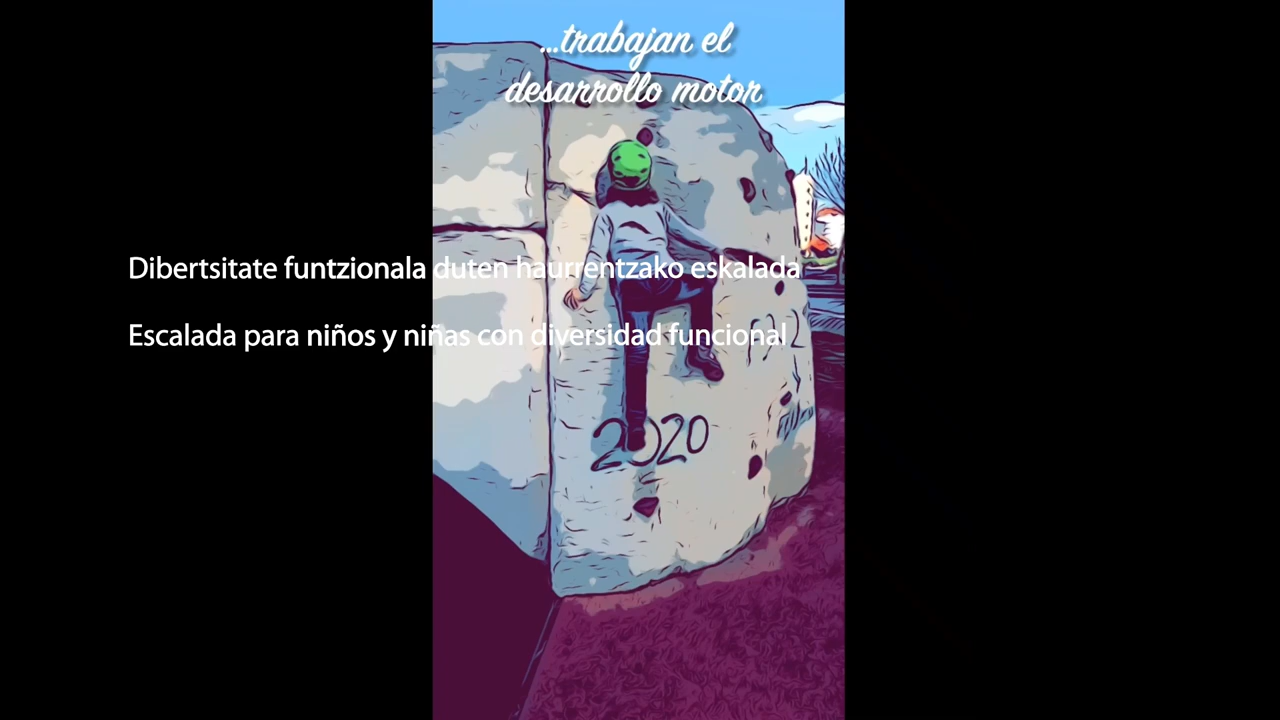 ...trabajan el
desarrollo motor
Dibertsitate funtzionala duten haurrentzako eskalada
Escalada para niños y niñas con diversidad funcional
2020